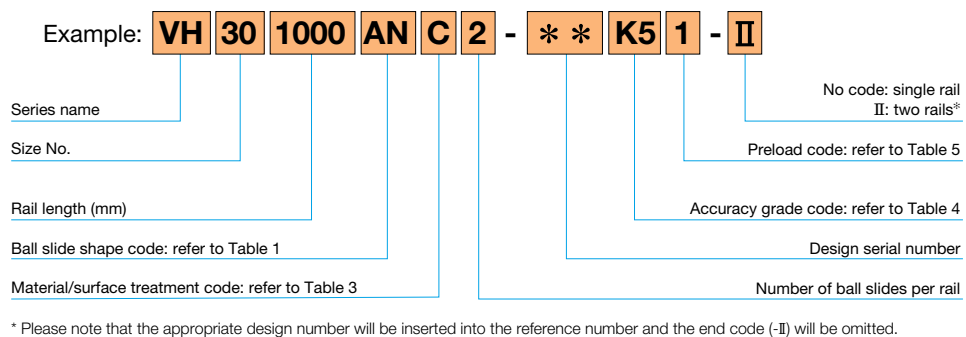 Example: VH 30 1000 AN C 2 - ** K5 1 - Ⅱ
No code: single rail
Series name
Ⅱ: two rails*
Size No.
Preload code: refer to Table 5
Rail length (mm)
Accuracy grade code: refer to Table 4
Ball slide shape code: refer to Table 1
Design serial number
Material/surface treatment code: refer to Table 3
Number of ball slides per rail
* Please note that the appropriate design number will be inserted into the reference number and the end code (-Ⅱ) will be omitted.